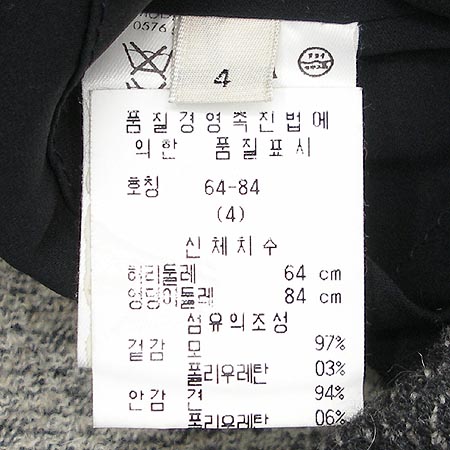 0576
4
품질경영촉진법에
의한 품질표시
호칭 64-84
(4)
신체치수
허리둘레 64 cm
엉덩이둘레 84 cm
섬유의조성
겉감 모 97%
폴리우레탄 03%
안감 견 94%
폴리우레탄 06%